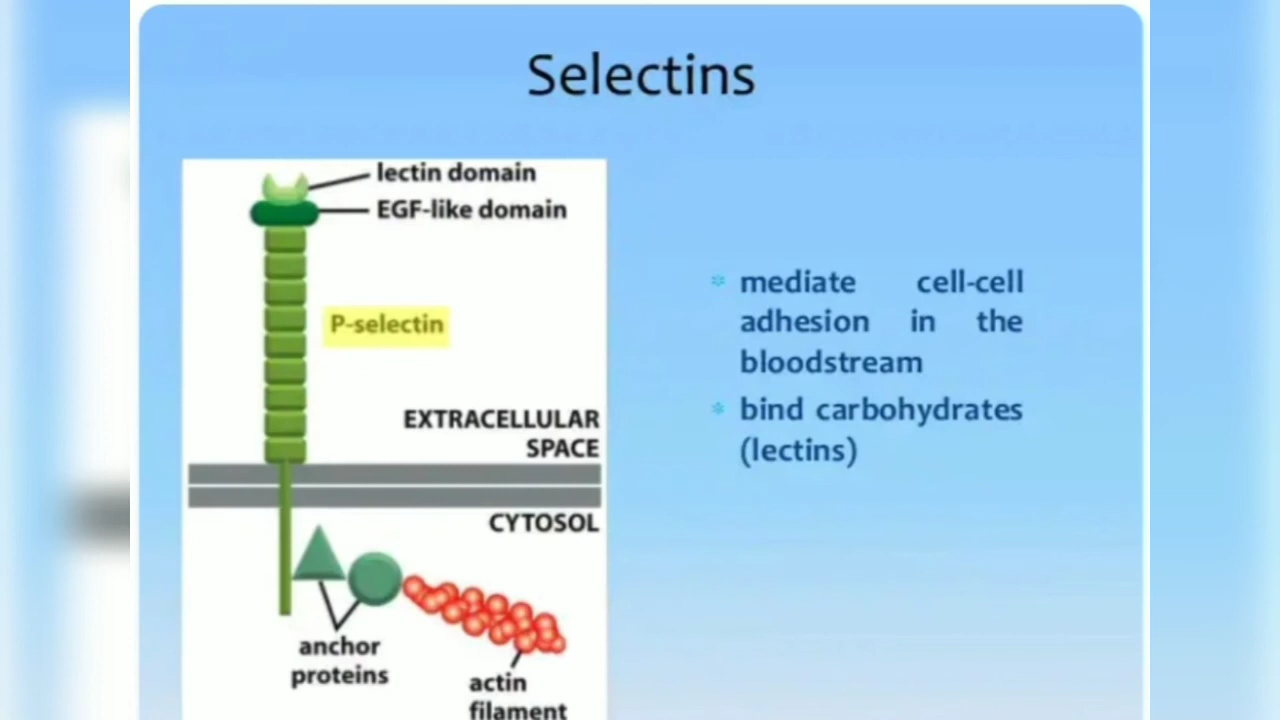 Selectins
lectin domain
EGF-like domain
P-selectin
EXTRACELLULAR
SPACE
CYTOSOL
anchor
proteins
actin
filament
mediate cell-cell
adhesion in the
bloodstream
bind carbohydrates
(lectins)